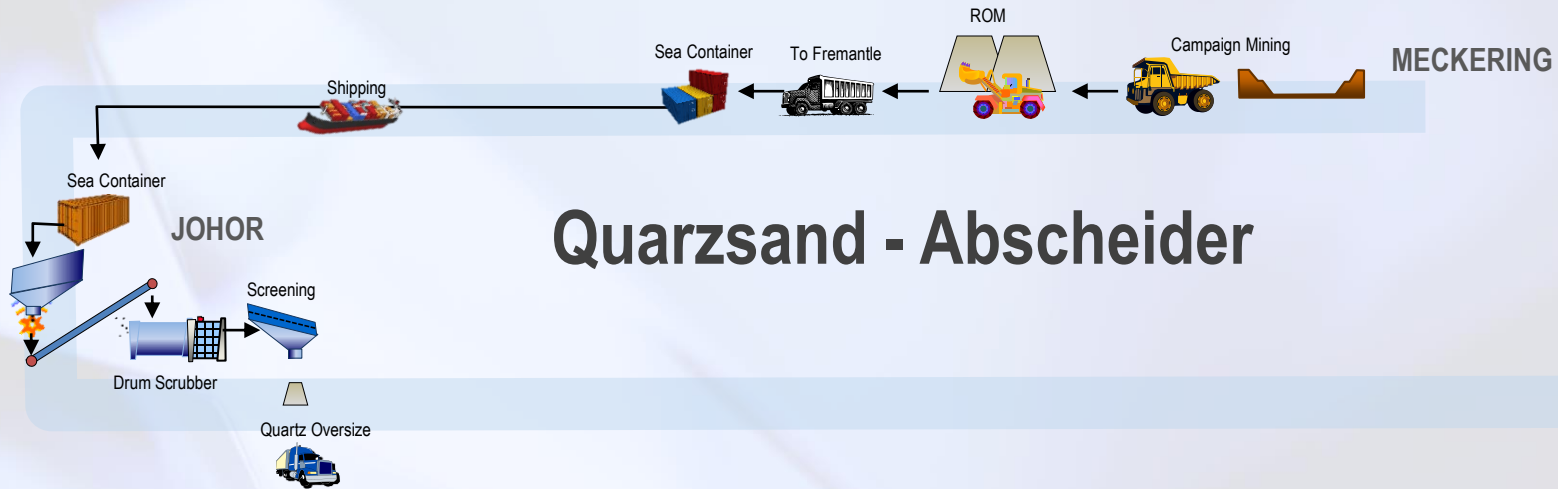 ROM
Campaign Mining
MECKERING
To Fremantle
Sea Container
Shipping
Sea Container
JOHOR
Quarzsand - Abscheider
Screening
Drum Scrubber
Quartz Oversize